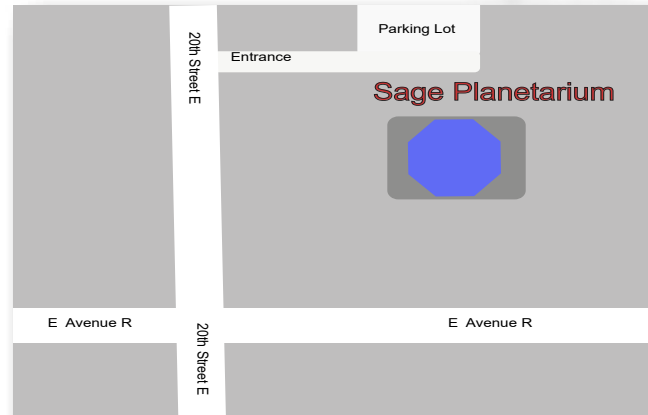 Parking Lot
20th Street E
Entrance
Sage Planetarium
E Avenue R
E Avenue R
20th Street E